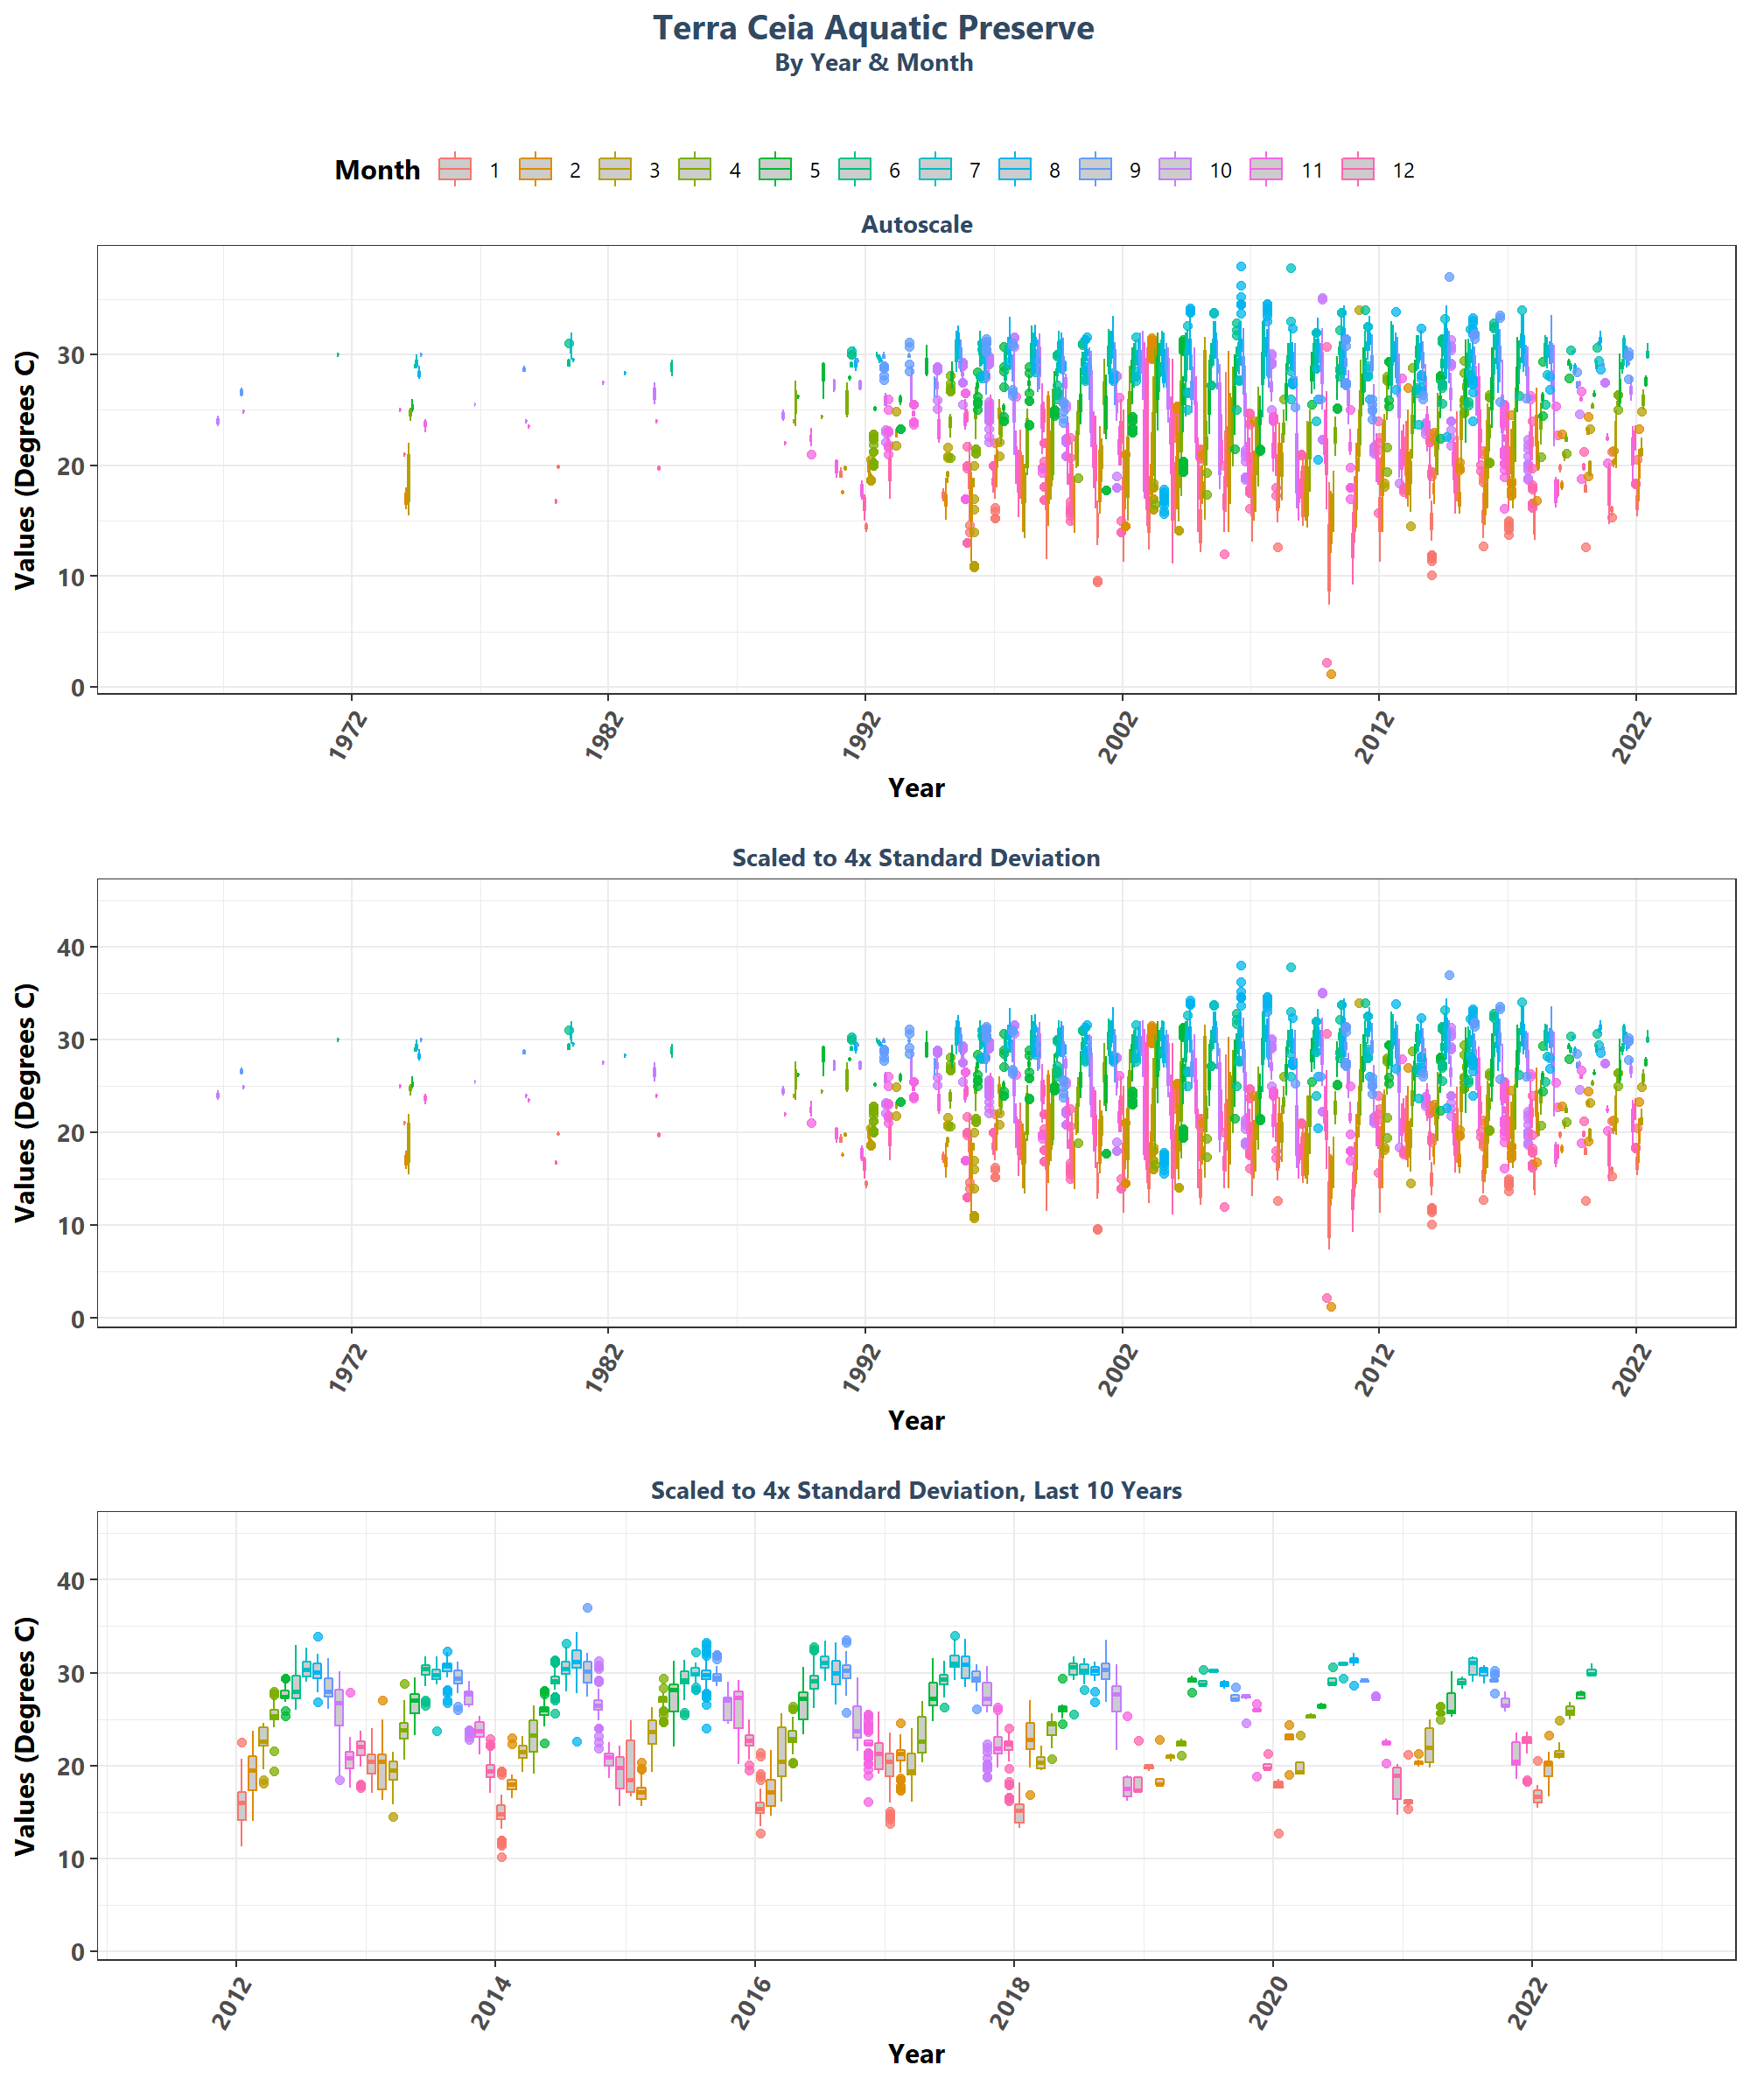 Terra Ceia Aquatic Preserve
By Year & Month
Month 1 2 3 4 5 6 7 8 9 10 11 12
Autoscale
Values (Degrees C)
30
20
10
0
1972 1982 1992 2002 2012 2022
Year
Scaled to 4x Standard Deviation
Values (Degrees C)
40
30
20
10
0
1972 1982 1992 2002 2012 2022
Year
Scaled to 4x Standard Deviation, Last 10 Years
Values (Degrees C)
40
30
20
10
0
2012 2014 2016 2018 2020 2022
Year